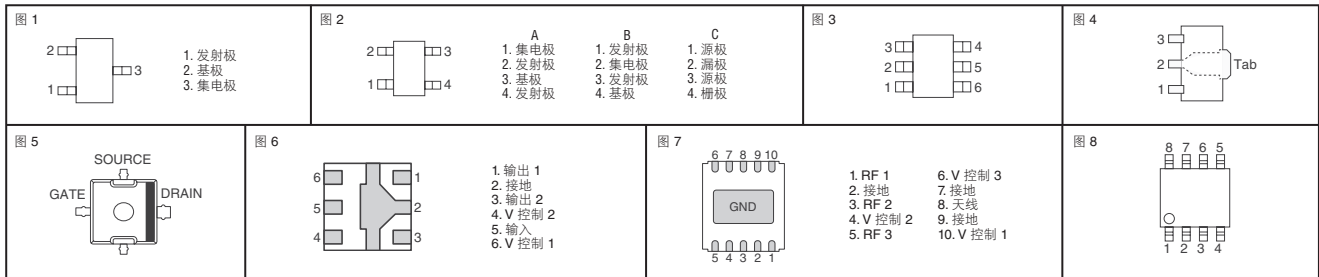 图 1
2
1
3
1. 发射极
2. 基极
3. 集电极
图 2
2
3
1
4
A
1. 集电极
2. 发射极
3. 基极
4. 发射极
B
1. 发射极
2. 集电极
3. 发射极
4. 基极
C
1. 源极
2. 漏极
3. 源极
4. 栅极
图 3
3
4
2
5
1
6
图 4
3
2
1
Tab
图 5
SOURCE
GATE
DRAIN
图 6
6
1
5
2
4
3
1. 输出 1
2. 接地
3. 输出 2
4. V 控制 2
5. 输入
6. V 控制 1
图 7
6 7 8 9 10
GND
5 4 3 2 1
1. RF 1
2. 接地
3. RF 2
4. V 控制 2
5. RF 3
6. V 控制 3
7. 接地
8. 天线
9. 接地
10. V 控制 1
图 8
8 7 6 5
1 2 3 4